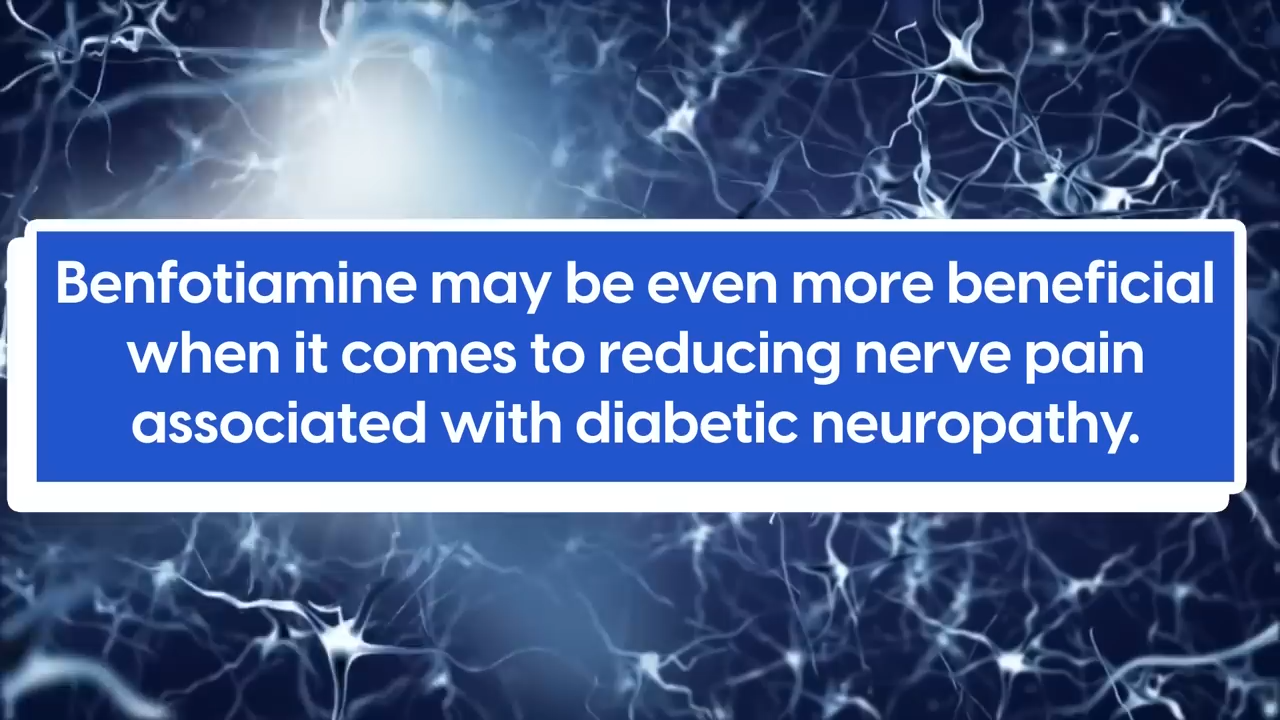 Benfotiamine may be even more beneficial
when it comes to reducing nerve pain
associated with diabetic neuropathy.